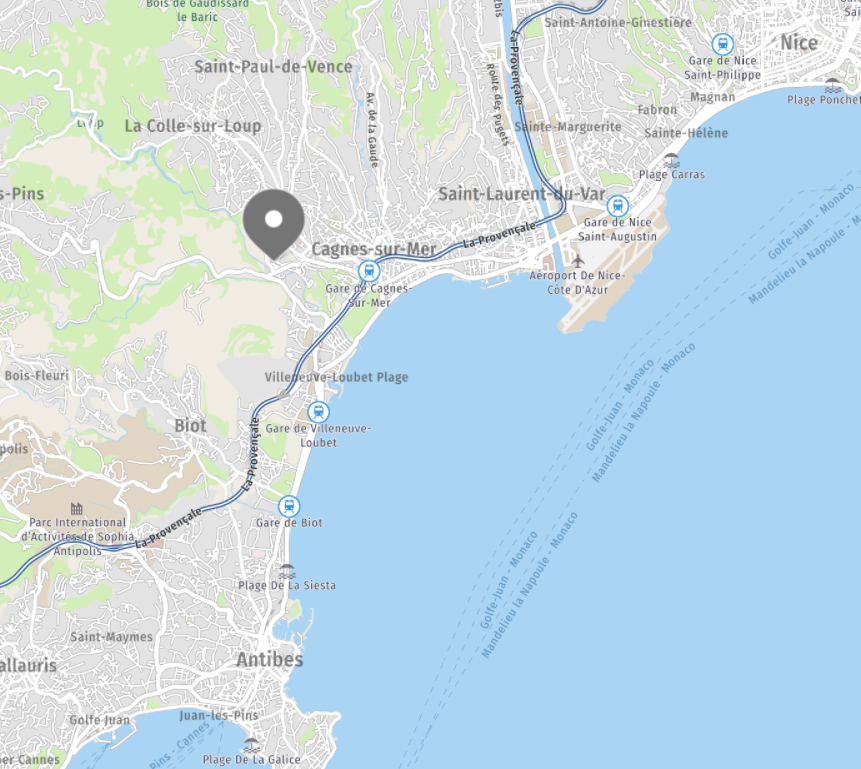 Bois de Gaudissard
le Baric
Saint-Antoine-Ginestière
Nice
Gare de Nice
Saint-Philippe
Saint-Paul-de-Vence
La-Provençale
Route des Pugets
Av. de la Gaude
Magnan
Plage Ponchet
Fabron
Loup
La Colle-sur-Loup
Sainte-Marguerite
Sainte-Hélène
Plage Carras
s-Pins
Saint-Laurent-du-Var
Gare de Nice
Saint-Augustin
Golfe-Juan - Monaco
Mandelieu la Napoule - M
Cagnes-sur-Mer
La-Provençale
Gare de Cagnes-
Sur-Mer
Aéroport De Nice-
Côte D'Azur
Bois-Fleuri
Villeneuve-Loubet Plage
Golfe-Juan - Monaco
Mandelieu la Napoule - Monaco
Biot
Gare de Villeneuve-
Loubet
La-Provençale
polis
Parc International
d'Activités de Sophia
Antipolis
La-Provençale
Gare de Biot
Plage De La Siesta
Golfe-Juan - Monaco
Mandelieu la Napoule - Monaco
Saint-Maymes
allauris
Antibes
Golfe Juan
Juan-les-Pins
Pins - Cannes
er Cannes
Plage De La Galice